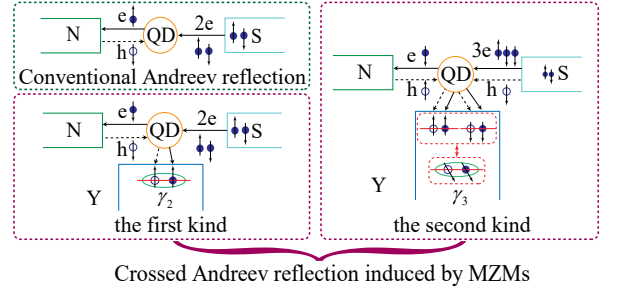 e 2e
N QD S
h
Conventional Andreev reflection
e 2e
N QD S
h
Y
γ2
the first kind
e 3e
N QD S
h h
Y
γ3
the second kind
Crossed Andreev reflection induced by MZMs